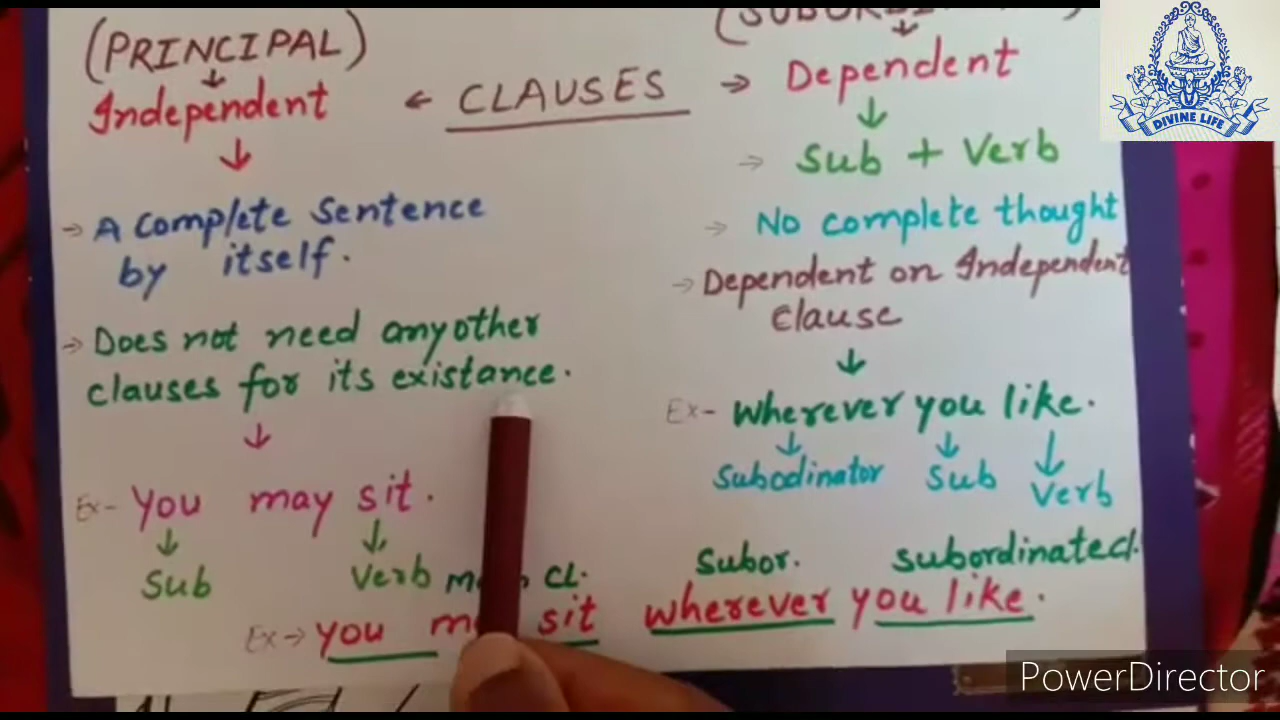 (PRINCIPAL)
Independent
← CLAUSES →
→ A Complete Sentence
by itself.
→ Does not need anyother
clauses for its existance.
Ex- You may sit.
Sub Verb
Dependent
→ Sub + Verb
→ No complete thought
→ Dependent on Independent
Clause
Ex- Wherever you like.
Subodinator Sub Verb
cl. Subor. subordinatecl.
Ex→ you sit wherever you like.
DIVINE LIFE
PowerDirector